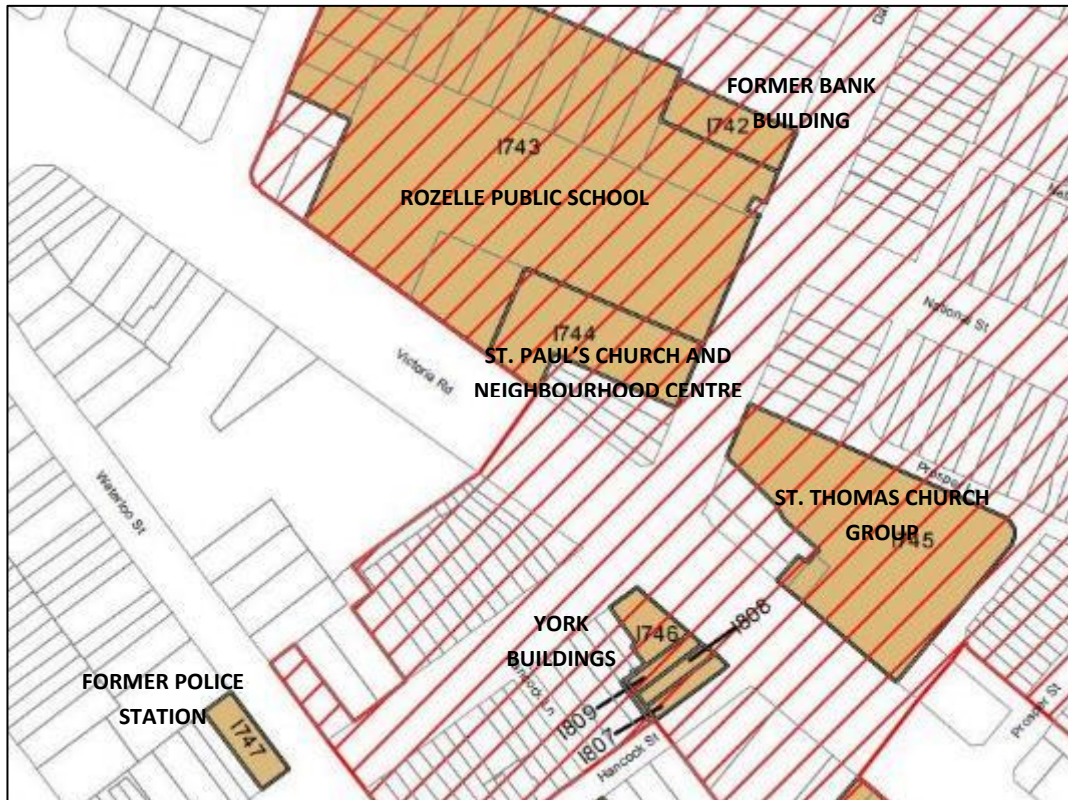 FORMER BANK
BUILDING
I742
I743
ROZELLE PUBLIC SCHOOL
National St
I744
ST. PAUL'S CHURCH AND
NEIGHBOURHOOD CENTRE
Victoria Rd
Waterloo St
ST. THOMAS CHURCH
GROUP
I745
YORK
BUILDINGS
I746
I808
I809
I807
Hancock St
Prosper St
FORMER POLICE
STATION
I747